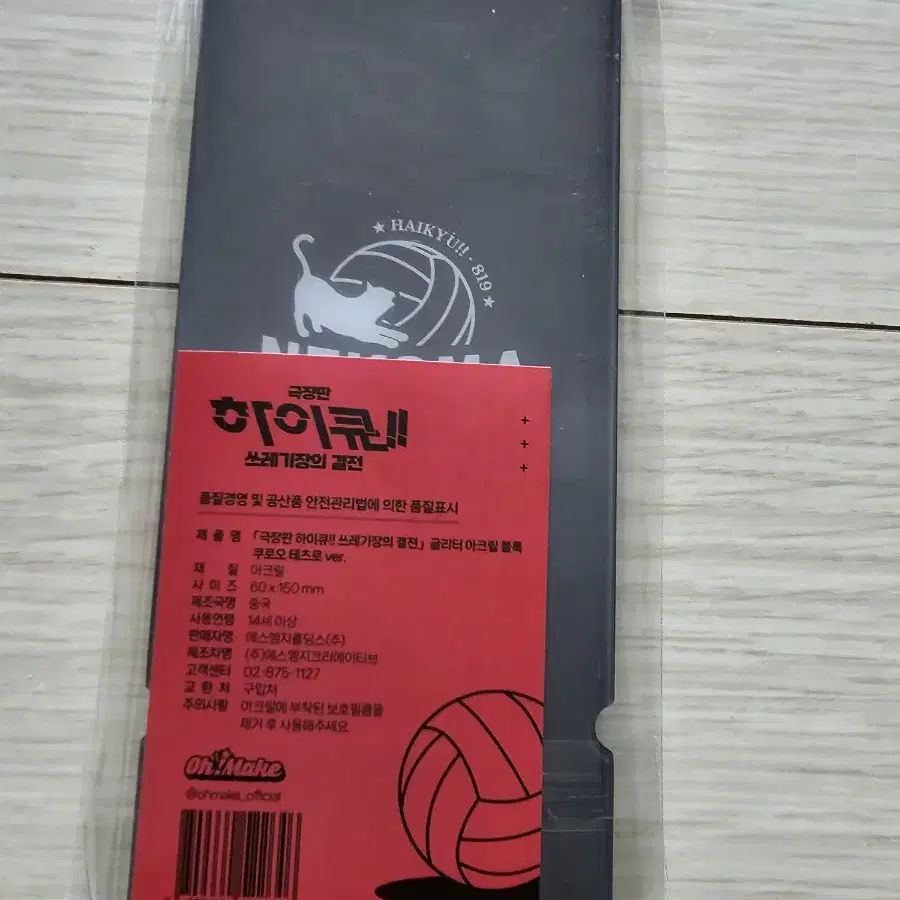 ★ HAIKYU!! - 819 ★
NEKOMA
극장판
하이큐!!
쓰레기장의 결전
품질경영 및 공산품 안전관리법에 의한 품질표시
제 품 명 「극장판 하이큐!! 쓰레기장의 결전」 글리터 아크릴 블록
쿠로오 테츠로 ver.
재 질 아크릴
사 이 즈 60 x 150 mm
제조국명 중국
사용연령 14세 이상
판매자명 에스엠지홀딩스(주)
제조자명 (주)에스엠지크리에이티브
고객센터 02-875-1127
교 환 처 구입처
주의사항 아크릴에 부착된 보호필름을
제거 후 사용해주세요.
Oh!Make
@ohmake_official